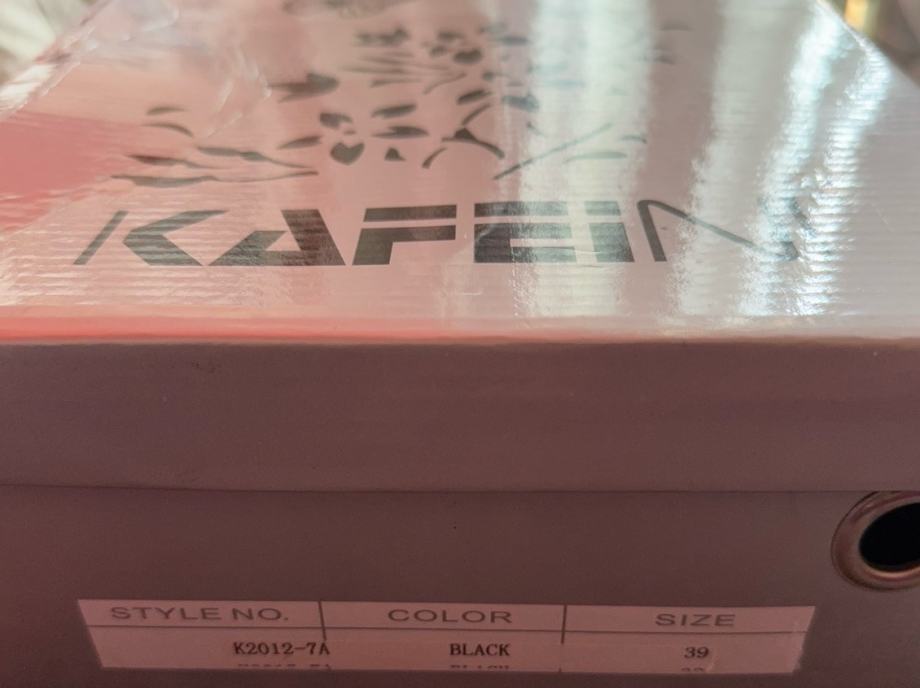 KAFEiN
STYLE NO. COLOR SIZE
K2012-7A BLACK 39